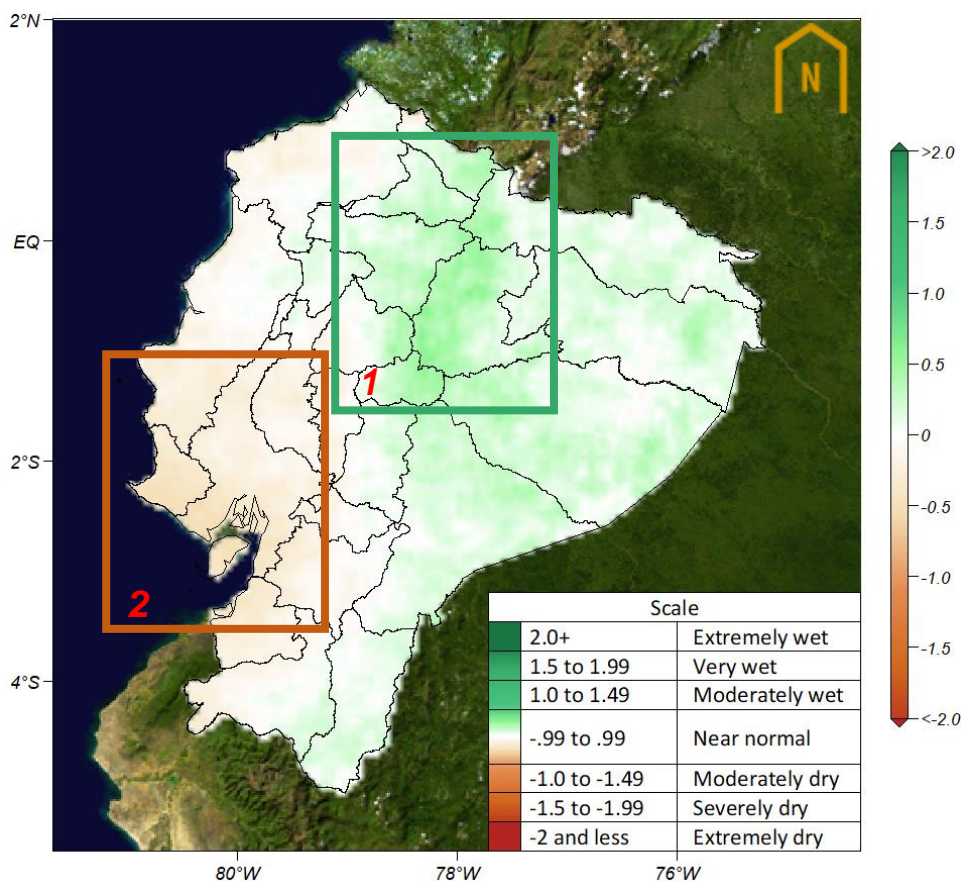 2°N
N
>2.0
1.5
EQ
1.0
0.5
1
0
2°S
-0.5
-1.0
2
Scale
2.0+ Extremely wet
1.5 to 1.99 Very wet
1.0 to 1.49 Moderately wet
-.99 to .99 Near normal
-1.0 to -1.49 Moderately dry
-1.5 to -1.99 Severely dry
-2 and less Extremely dry
-1.5
4°S
<-2.0
80°W
78°W
76°W